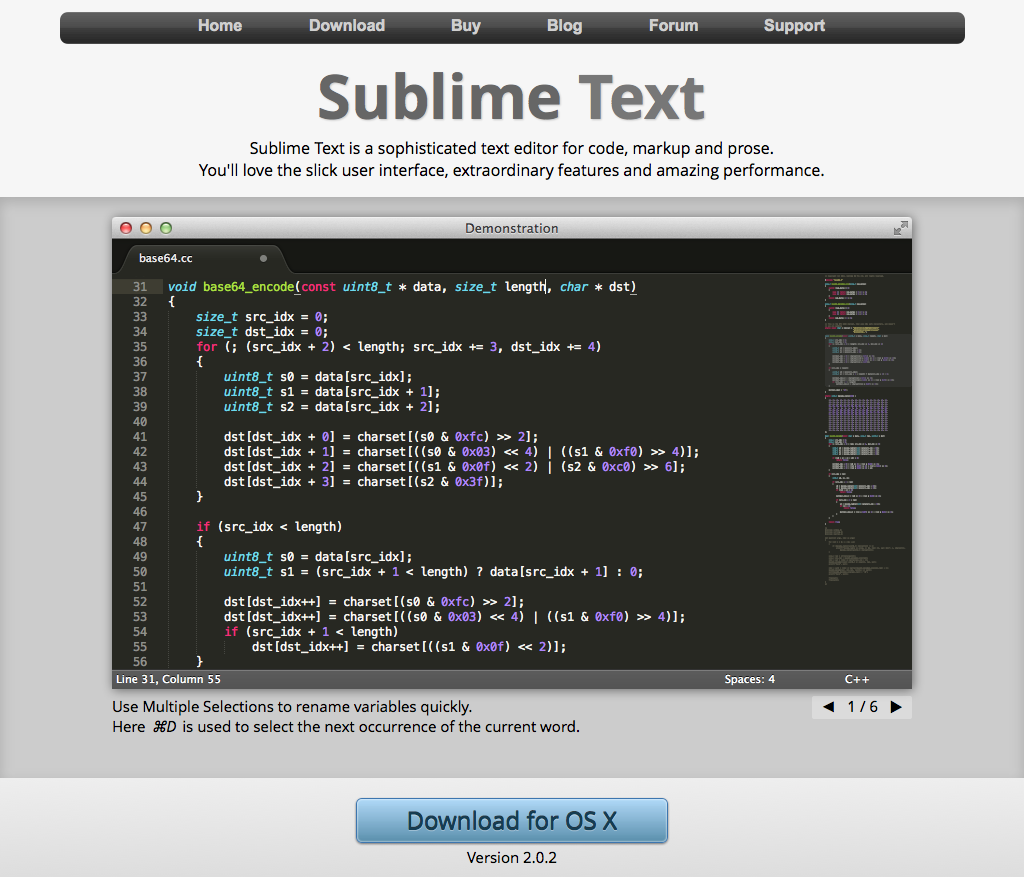 Home Download Buy Blog Forum Support
Sublime Text
Sublime Text is a sophisticated text editor for code, markup and prose.
You'll love the slick user interface, extraordinary features and amazing performance.
Demonstration
base64.cc
31 void base64_encode(const uint8_t * data, size_t length, char * dst)
32 {
33     size_t src_idx = 0;
34     size_t dst_idx = 0;
35     for (; (src_idx + 2) < length; src_idx += 3, dst_idx += 4)
36     {
37         uint8_t s0 = data[src_idx];
38         uint8_t s1 = data[src_idx + 1];
39         uint8_t s2 = data[src_idx + 2];
40
41         dst[dst_idx + 0] = charset[(s0 & 0xfc) >> 2];
42         dst[dst_idx + 1] = charset[((s0 & 0x03) << 4) | ((s1 & 0xf0) >> 4)];
43         dst[dst_idx + 2] = charset[((s1 & 0x0f) << 2) | (s2 & 0xc0) >> 6];
44         dst[dst_idx + 3] = charset[(s2 & 0x3f)];
45     }
46
47     if (src_idx < length)
48     {
49         uint8_t s0 = data[src_idx];
50         uint8_t s1 = (src_idx + 1 < length) ? data[src_idx + 1] : 0;
51
52         dst[dst_idx++] = charset[(s0 & 0xfc) >> 2];
53         dst[dst_idx++] = charset[((s0 & 0x03) << 4) | ((s1 & 0xf0) >> 4)];
54         if (src_idx + 1 < length)
55             dst[dst_idx++] = charset[((s1 & 0x0f) << 2)];
56     }
Line 31, Column 55 Spaces: 4 C++
Use Multiple Selections to rename variables quickly.
Here ⌘D is used to select the next occurrence of the current word.
◀ 1 / 6 ▶
Download for OS X
Version 2.0.2